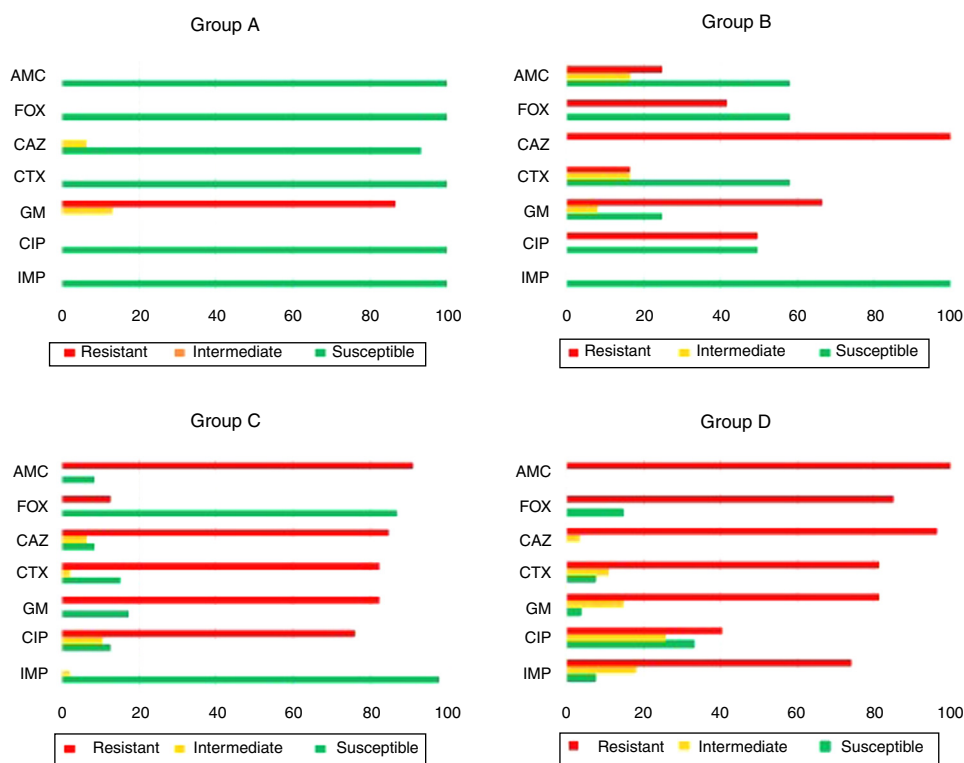 Group A
AMC
FOX
CAZ
CTX
GM
CIP
IMP
0 20 40 60 80 100
Resistant Intermediate Susceptible
Group B
AMC
FOX
CAZ
CTX
GM
CIP
IMP
0 20 40 60 80 100
Resistant Intermediate Susceptible
Group C
AMC
FOX
CAZ
CTX
GM
CIP
IMP
0 20 40 60 80 100
Resistant Intermediate Susceptible
Group D
AMC
FOX
CAZ
CTX
GM
CIP
IMP
0 20 40 60 80 100
Resistant Intermediate Susceptible